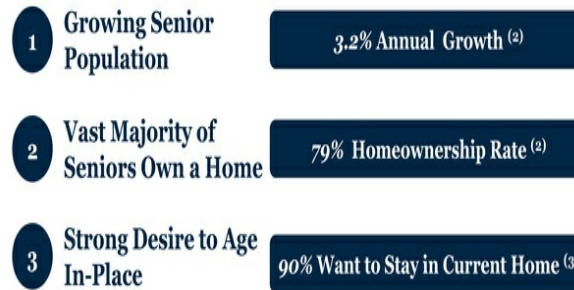 1
Growing Senior
Population
3.2% Annual Growth (2)
2
Vast Majority of
Seniors Own a Home
79% Homeownership Rate (2)
3
Strong Desire to Age
In-Place
90% Want to Stay in Current Home (3